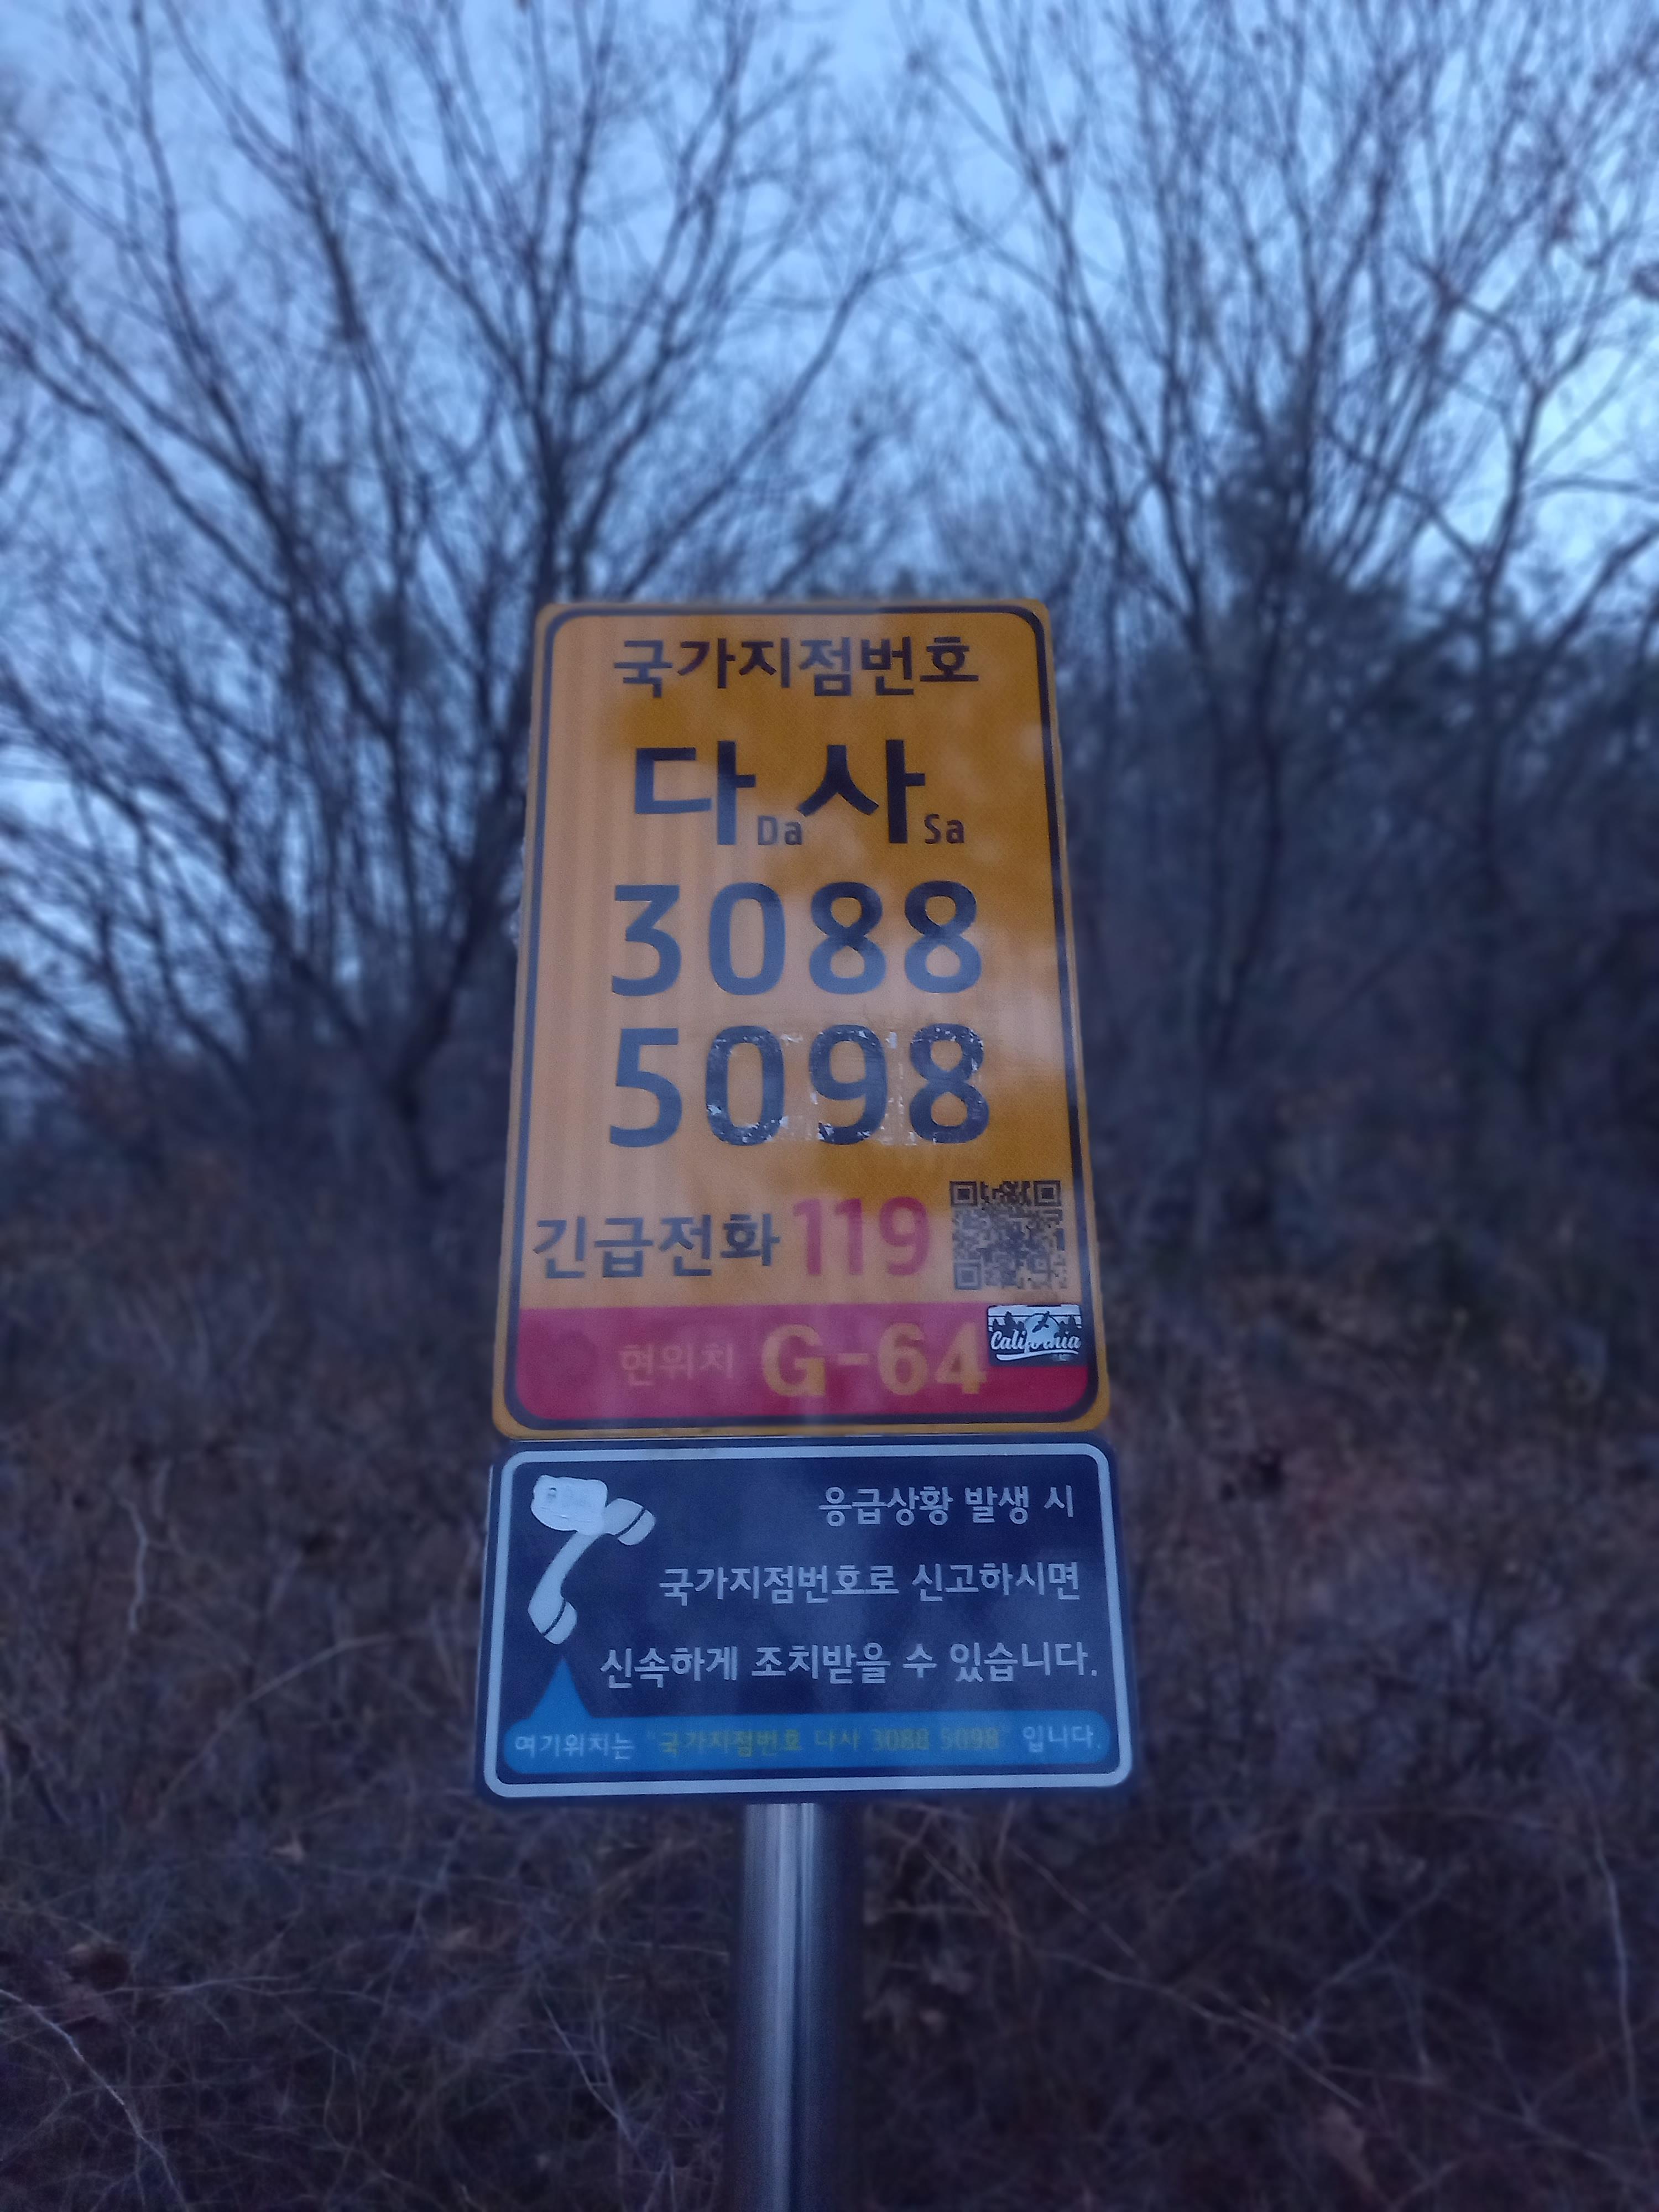 국가지점번호
다Da사Sa
3088
5098
긴급전화 119
현위치 G-64
California
응급상황 발생 시
국가지점번호로 신고하시면
신속하게 조치받을 수 있습니다.
여기위치는 "국가지점번호 다사 3088 5098" 입니다.